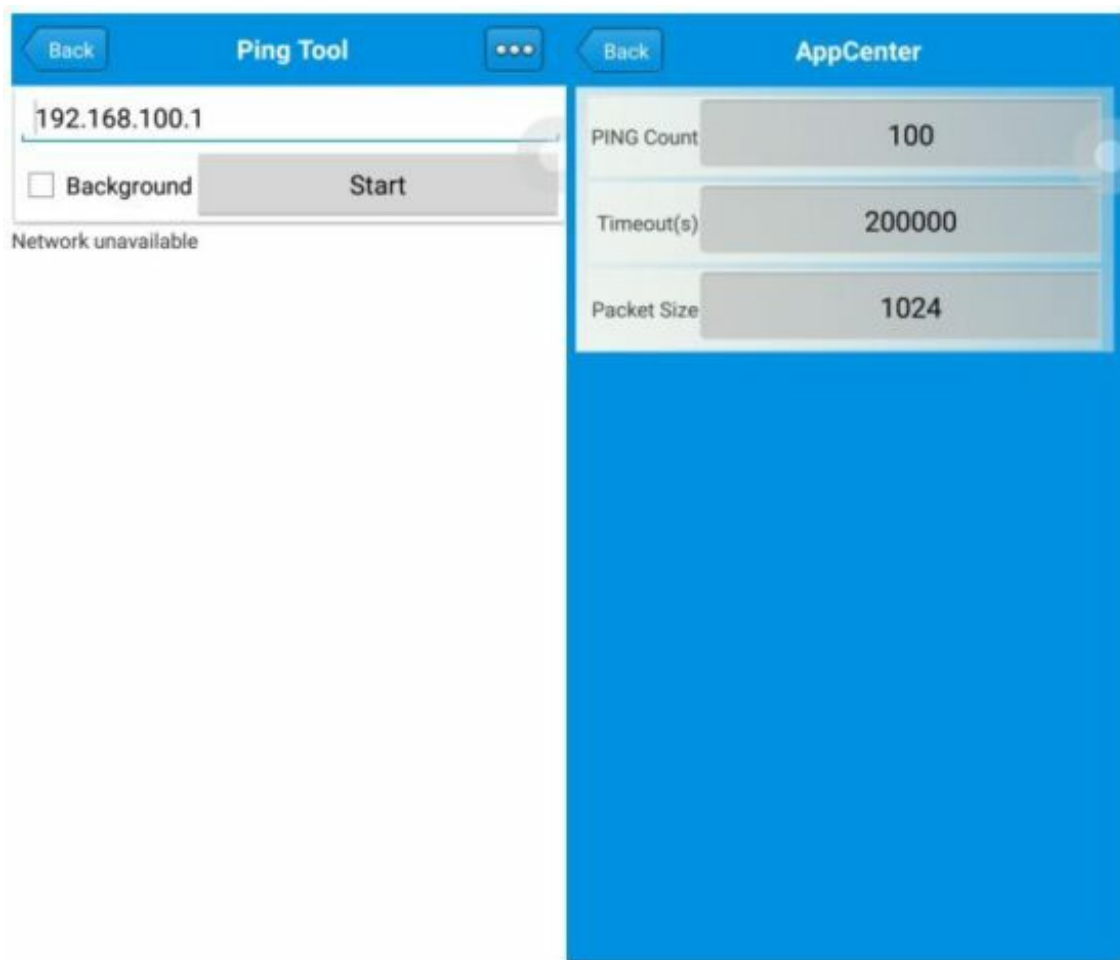 Back
Ping Tool
192.168.100.1
Background
Start
Network unavailable
Back
AppCenter
PING Count
100
Timeout(s)
200000
Packet Size
1024